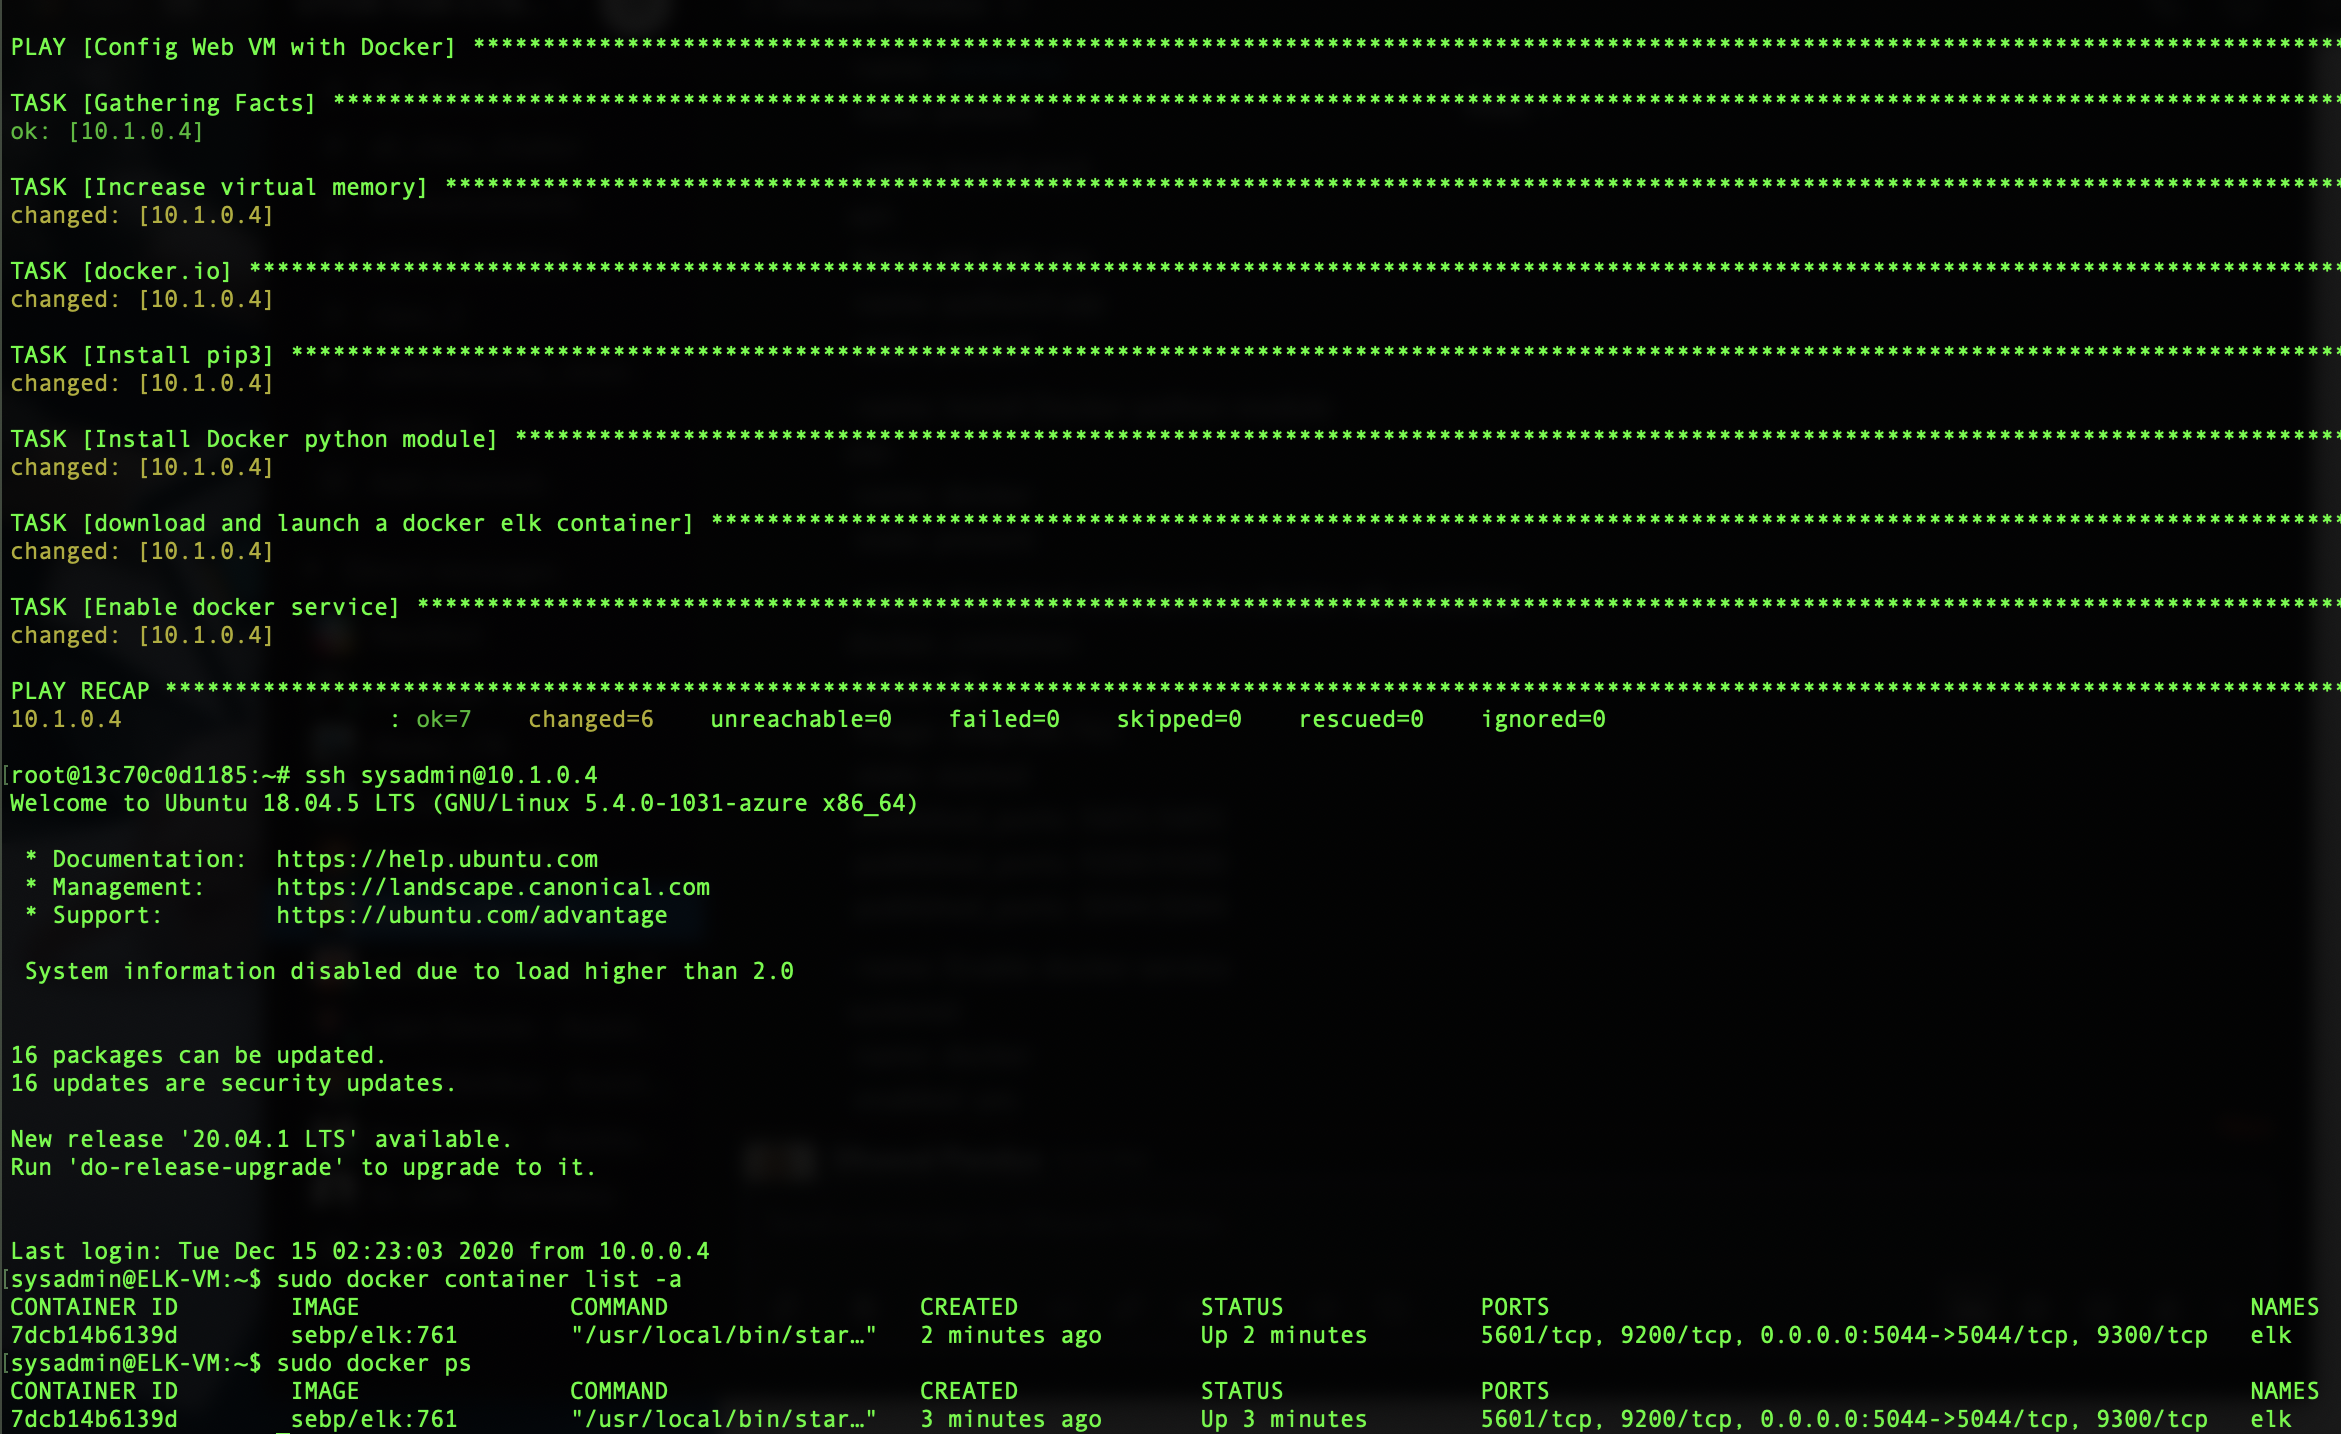 PLAY [Config Web VM with Docker] *************************************************************************************************************************************
TASK [Gathering Facts] ***********************************************************************************************************************************************
ok: [10.1.0.4]
TASK [Increase virtual memory] ***************************************************************************************************************************************
changed: [10.1.0.4]
TASK [docker.io] *****************************************************************************************************************************************************
changed: [10.1.0.4]
TASK [Install pip3] **************************************************************************************************************************************************
changed: [10.1.0.4]
TASK [Install Docker python module] **********************************************************************************************************************************
changed: [10.1.0.4]
TASK [download and launch a docker elk container] ********************************************************************************************************************
changed: [10.1.0.4]
TASK [Enable docker service] *****************************************************************************************************************************************
changed: [10.1.0.4]
PLAY RECAP ***********************************************************************************************************************************************************
10.1.0.4                   : ok=7    changed=6    unreachable=0    failed=0    skipped=0    rescued=0    ignored=0
[root@13c70c0d1185:~# ssh sysadmin@10.1.0.4
Welcome to Ubuntu 18.04.5 LTS (GNU/Linux 5.4.0-1031-azure x86_64)
* Documentation:  https://help.ubuntu.com
* Management:     https://landscape.canonical.com
* Support:        https://ubuntu.com/advantage
System information disabled due to load higher than 2.0
16 packages can be updated.
16 updates are security updates.
New release '20.04.1 LTS' available.
Run 'do-release-upgrade' to upgrade to it.
Last login: Tue Dec 15 02:23:03 2020 from 10.0.0.4
[sysadmin@ELK-VM:~$ sudo docker container list -a
CONTAINER ID        IMAGE               COMMAND                  CREATED             STATUS              PORTS                                                  NAMES
7dcb14b6139d        sebp/elk:761        "/usr/local/bin/star…"   2 minutes ago       Up 2 minutes        5601/tcp, 9200/tcp, 0.0.0.0:5044->5044/tcp, 9300/tcp   elk
[sysadmin@ELK-VM:~$ sudo docker ps
CONTAINER ID        IMAGE               COMMAND                  CREATED             STATUS              PORTS                                                  NAMES
7dcb14b6139d        sebp/elk:761        "/usr/local/bin/star…"   3 minutes ago       Up 3 minutes        5601/tcp, 9200/tcp, 0.0.0.0:5044->5044/tcp, 9300/tcp   elk